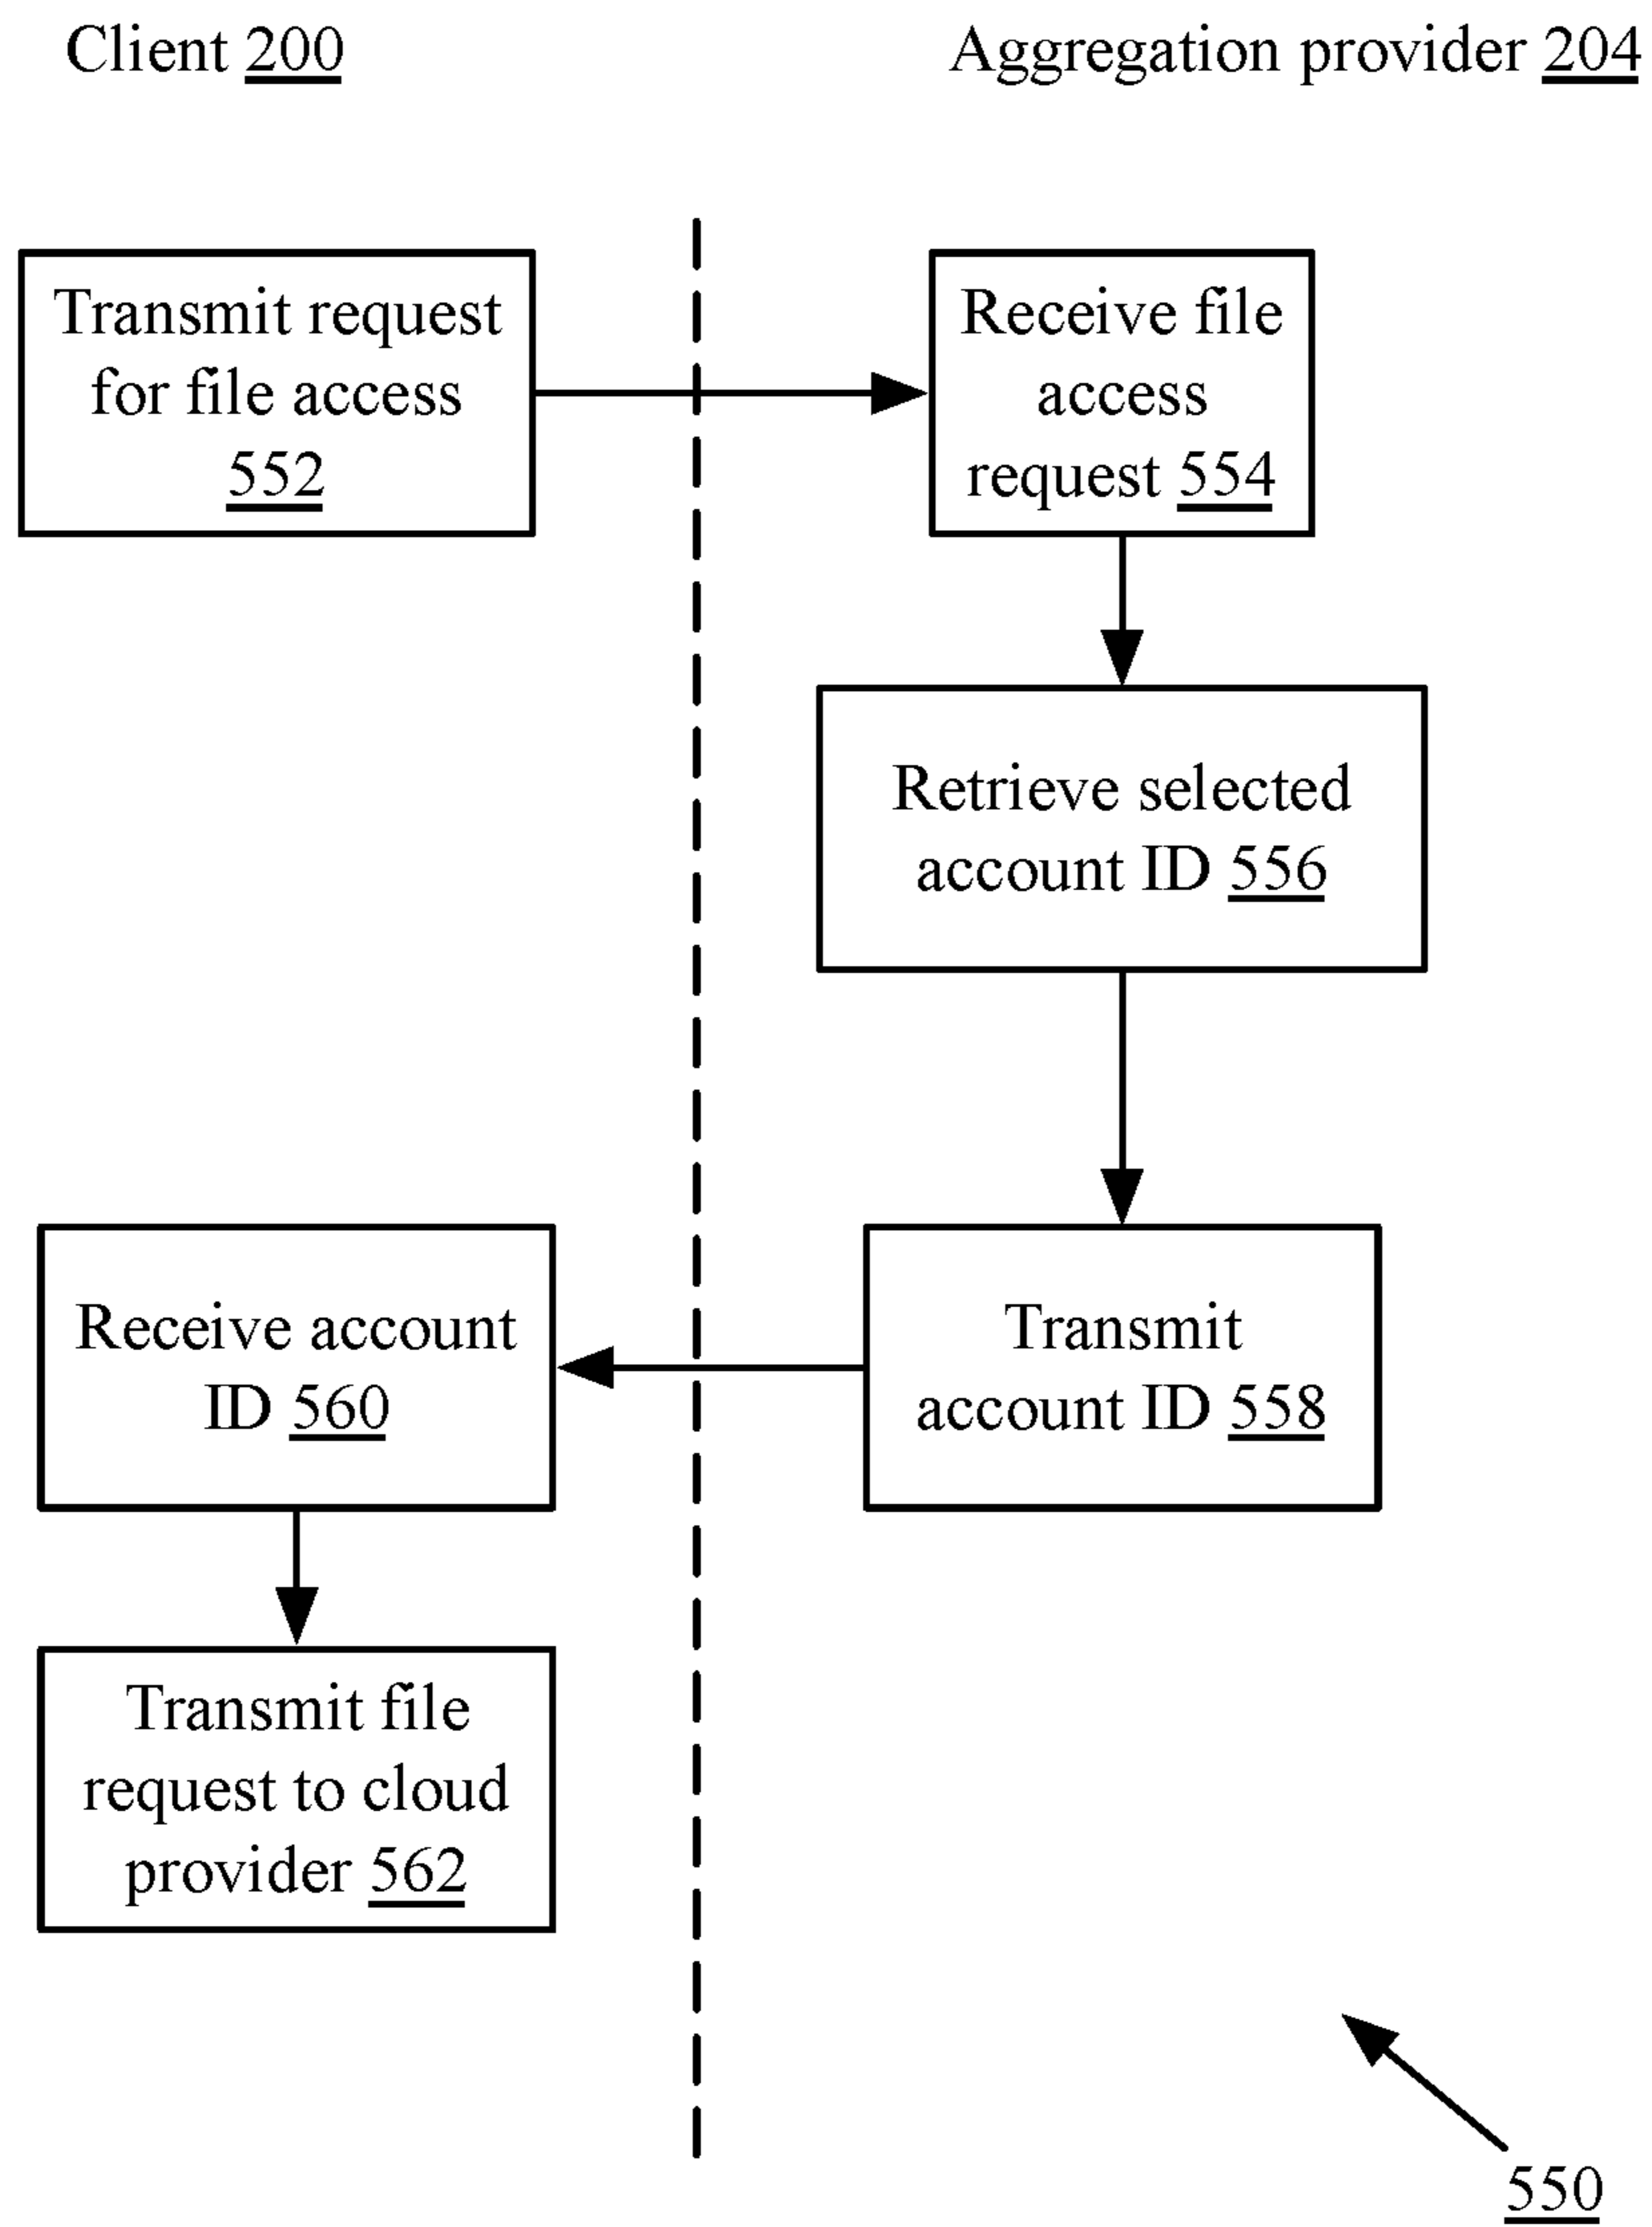 Client 200
Aggregation provider 204
Transmit request
for file access
552
Receive file
access
request 554
Retrieve selected
account ID 556
Transmit
account ID 558
Receive account
ID 560
Transmit file
request to cloud
provider 562
550